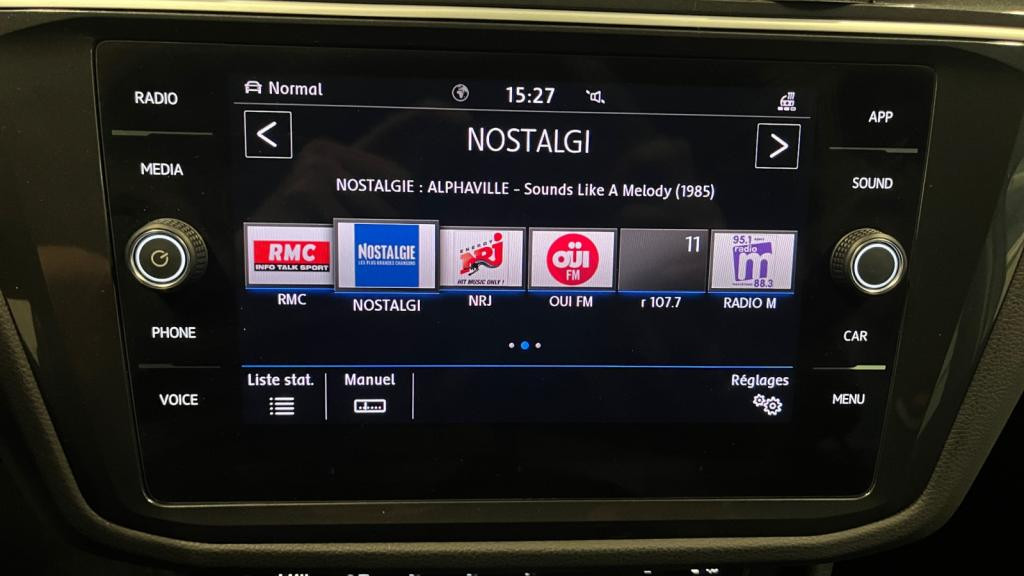 RADIO
MEDIA
PHONE
VOICE
Normal
15:27
NOSTALGI
NOSTALGIE : ALPHAVILLE - Sounds Like A Melody (1985)
RMC
INFO TALK SPORT
NOSTALGIE
LES PLUS GRANDES CHANSONS
ENERGY
NRJ
HIT MUSIC ONLY !
OÜI
FM
11
95.1
radio
m
88.3
RMC
NOSTALGI
NRJ
OUI FM
r 107.7
RADIO M
Liste stat.
Manuel
Réglages
APP
SOUND
CAR
MENU